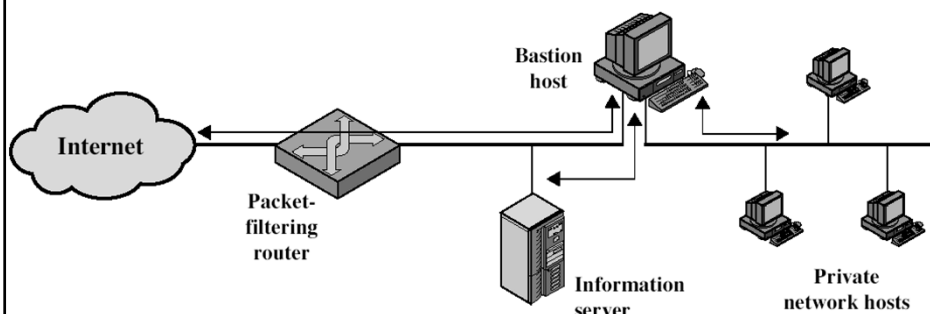 Bastion
host
Internet
Packet-
filtering
router
Information
server
Private
network hosts